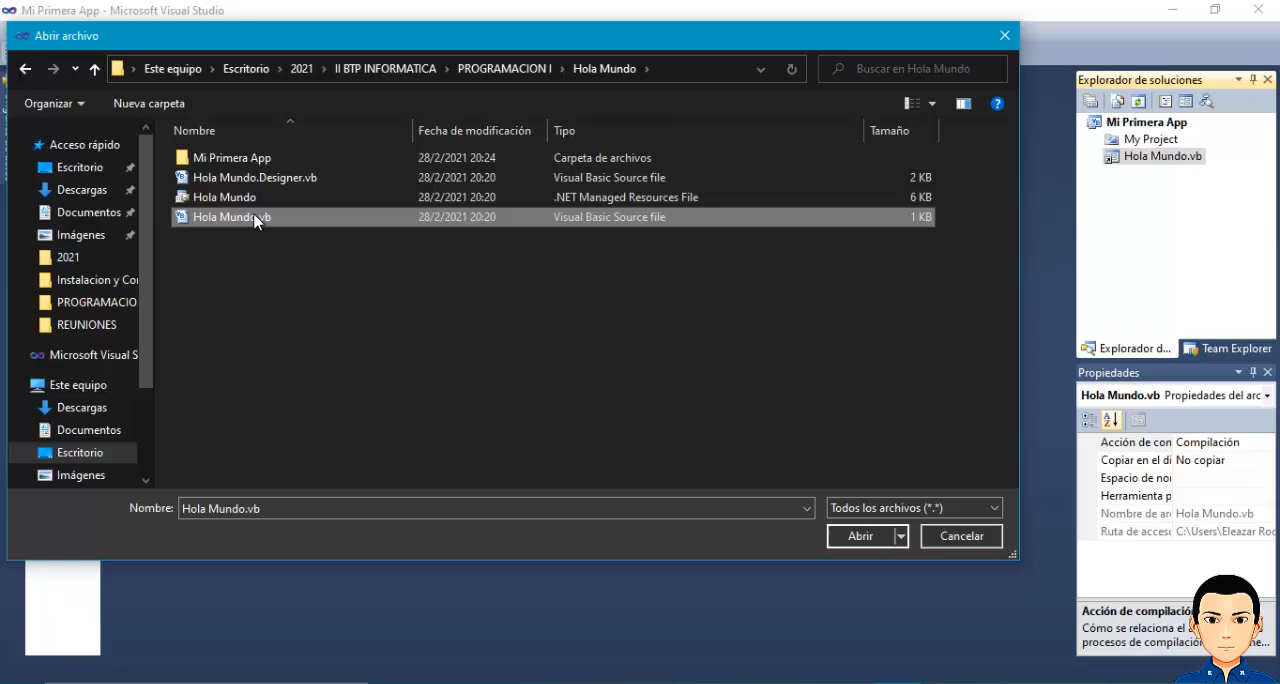 Mi Primera App - Microsoft Visual Studio
Abrir archivo
Este equipo > Escritorio > 2021 > II BTP INFORMATICA > PROGRAMACION I > Hola Mundo >
Buscar en Hola Mundo
Organizar
Nueva carpeta
Acceso rápido
Escritorio
Descargas
Documentos
Imágenes
2021
Instalacion y Co
PROGRAMACIO
REUNIONES
Microsoft Visual S
Este equipo
Descargas
Documentos
Escritorio
Imágenes
Nombre Fecha de modificación Tipo Tamaño
Mi Primera App 28/2/2021 20:24 Carpeta de archivos
Hola Mundo.Designer.vb 28/2/2021 20:20 Visual Basic Source file 2 KB
Hola Mundo 28/2/2021 20:20 .NET Managed Resources File 6 KB
Hola Mundo.vb 28/2/2021 20:20 Visual Basic Source file 1 KB
Nombre: Hola Mundo.vb
Todos los archivos (*.*)
Abrir
Cancelar
Explorador de soluciones
Mi Primera App
My Project
Hola Mundo.vb
Explorador d...
Team Explorer
Propiedades
Hola Mundo.vb Propiedades del arc
Acción de con Compilación
Copiar en el di No copiar
Espacio de no
Herramienta p
Nombre de ar Hola Mundo.vb
Ruta de acces C:\Users\Eleazar Roc
Acción de compilació
Cómo se relaciona el
procesos de compilació ne...